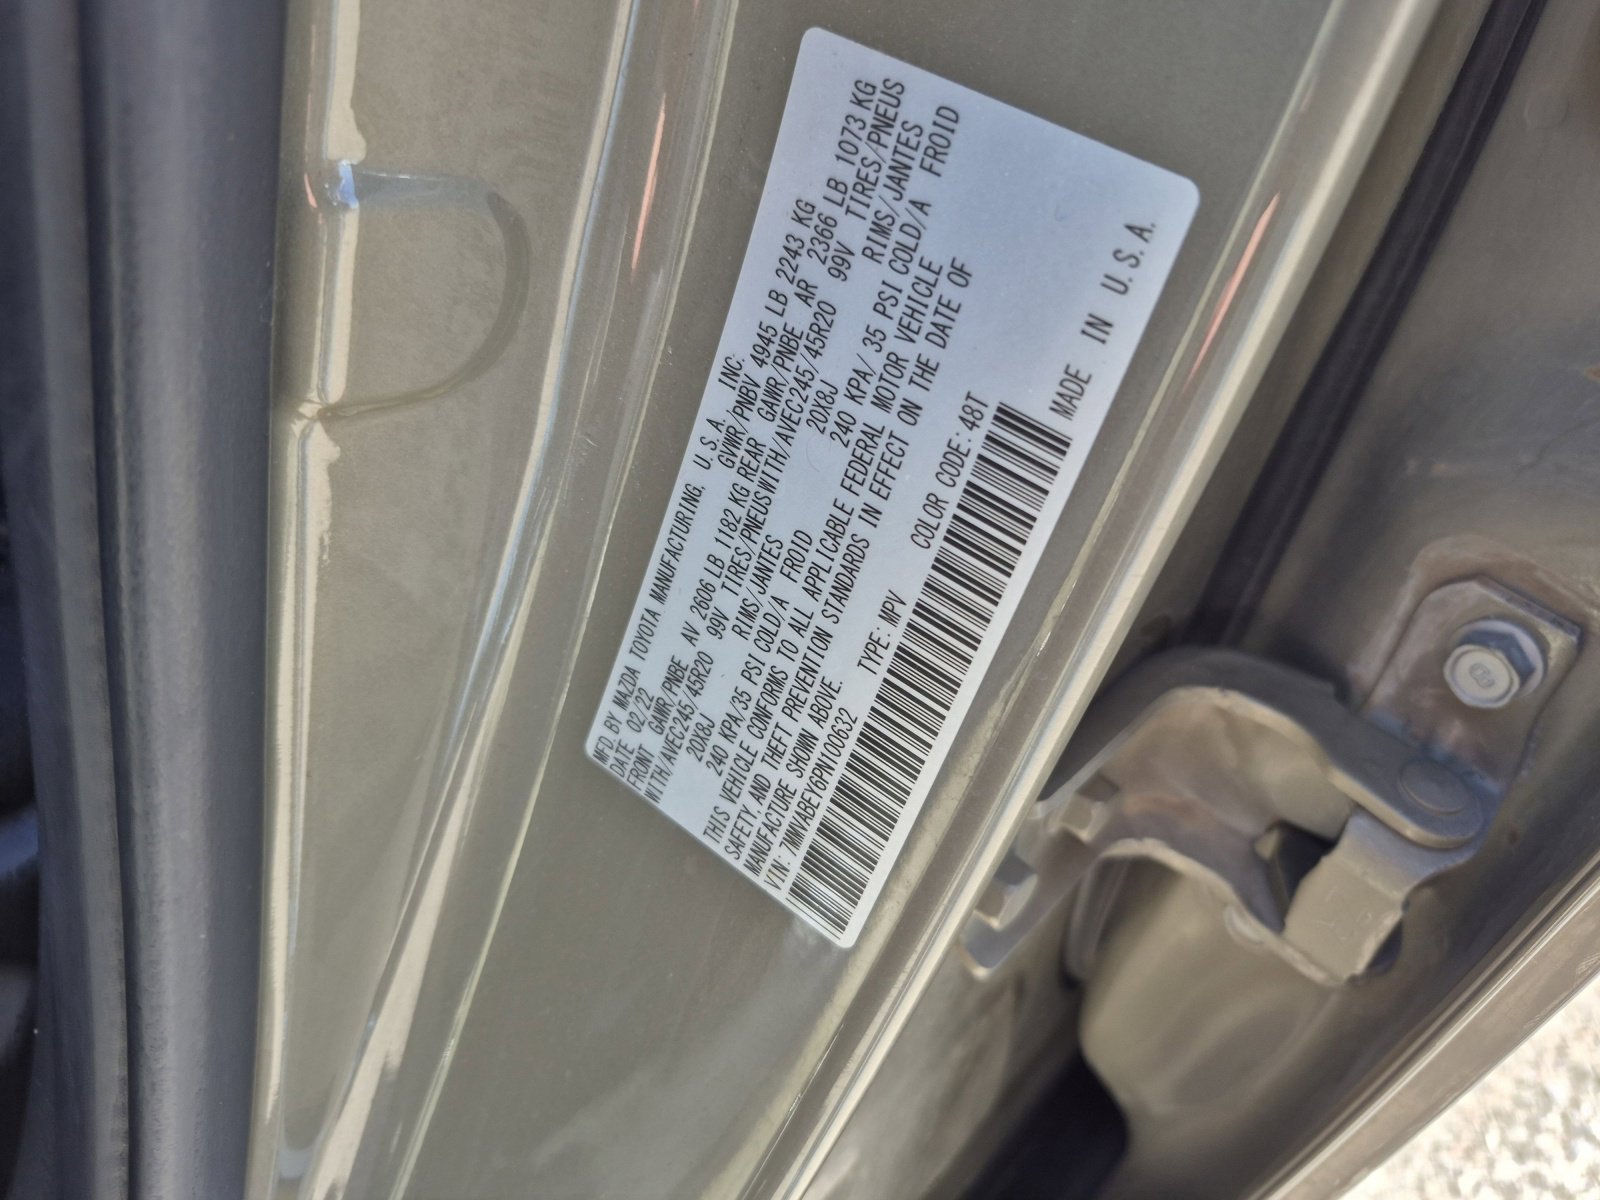 MFD. BY MAZDA TOYOTA MANUFACTURING, U.S.A. INC.
DATE 02/22 GVWR/PNBV 4945 LB 2243 KG
FRONT GAWR/PNBE AV 2606 LB 1182 KG REAR GAWR/PNBE AR 2366 LB 1073 KG
WITH/AVEC245/45R20 99V TIRES/PNEUSWITH/AVEC245/45R20 99V TIRES/PNEUS
20X8J RIMS/JANTES 20X8J RIMS/JANTES
240 KPA/35 PSI COLD/A FROID 240 KPA/35 PSI COLD/A FROID
THIS VEHICLE CONFORMS TO ALL APPLICABLE FEDERAL MOTOR VEHICLE
SAFETY, AND THEFT PREVENTION STANDARDS IN EFFECT ON THE DATE OF
MANUFACTURE SHOWN ABOVE.
VIN: 7MMVABEY6PN100632 TYPE: MPV COLOR CODE: 48T
MADE IN U.S.A.